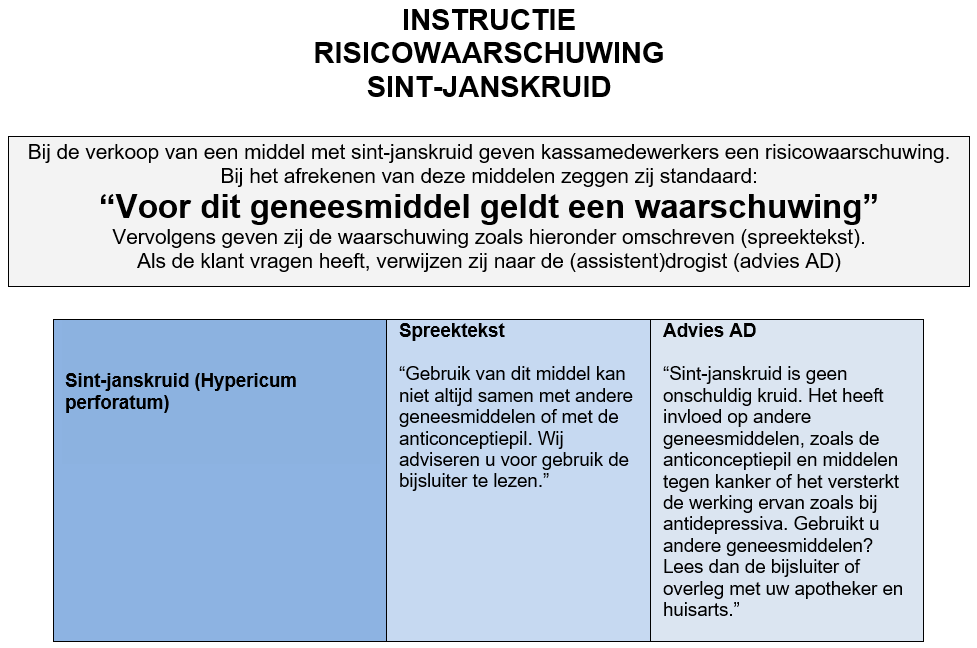 INSTRUCTIE
RISICOWAARSCHUWING
SINT-JANSKRUID
Bij de verkoop van een middel met sint-janskruid geven kassamedewerkers een risicowaarschuwing.
Bij het afrekenen van deze middelen zeggen zij standaard:
“Voor dit geneesmiddel geldt een waarschuwing”
Vervolgens geven zij de waarschuwing zoals hieronder omschreven (spreektekst).
Als de klant vragen heeft, verwijzen zij naar de (assistent)drogist (advies AD)
Sint-janskruid (Hypericum
perforatum)
Spreektekst
“Gebruik van dit middel kan
niet altijd samen met andere
geneesmiddelen of met de
anticonceptiepil. Wij
adviseren u voor gebruik de
bijsluiter te lezen.”
Advies AD
“Sint-janskruid is geen
onschuldig kruid. Het heeft
invloed op andere
geneesmiddelen, zoals de
anticonceptiepil en middelen
tegen kanker of het versterkt
de werking ervan zoals bij
antidepressiva. Gebruikt u
andere geneesmiddelen?
Lees dan de bijsluiter of
overleg met uw apotheker en
huisarts.”